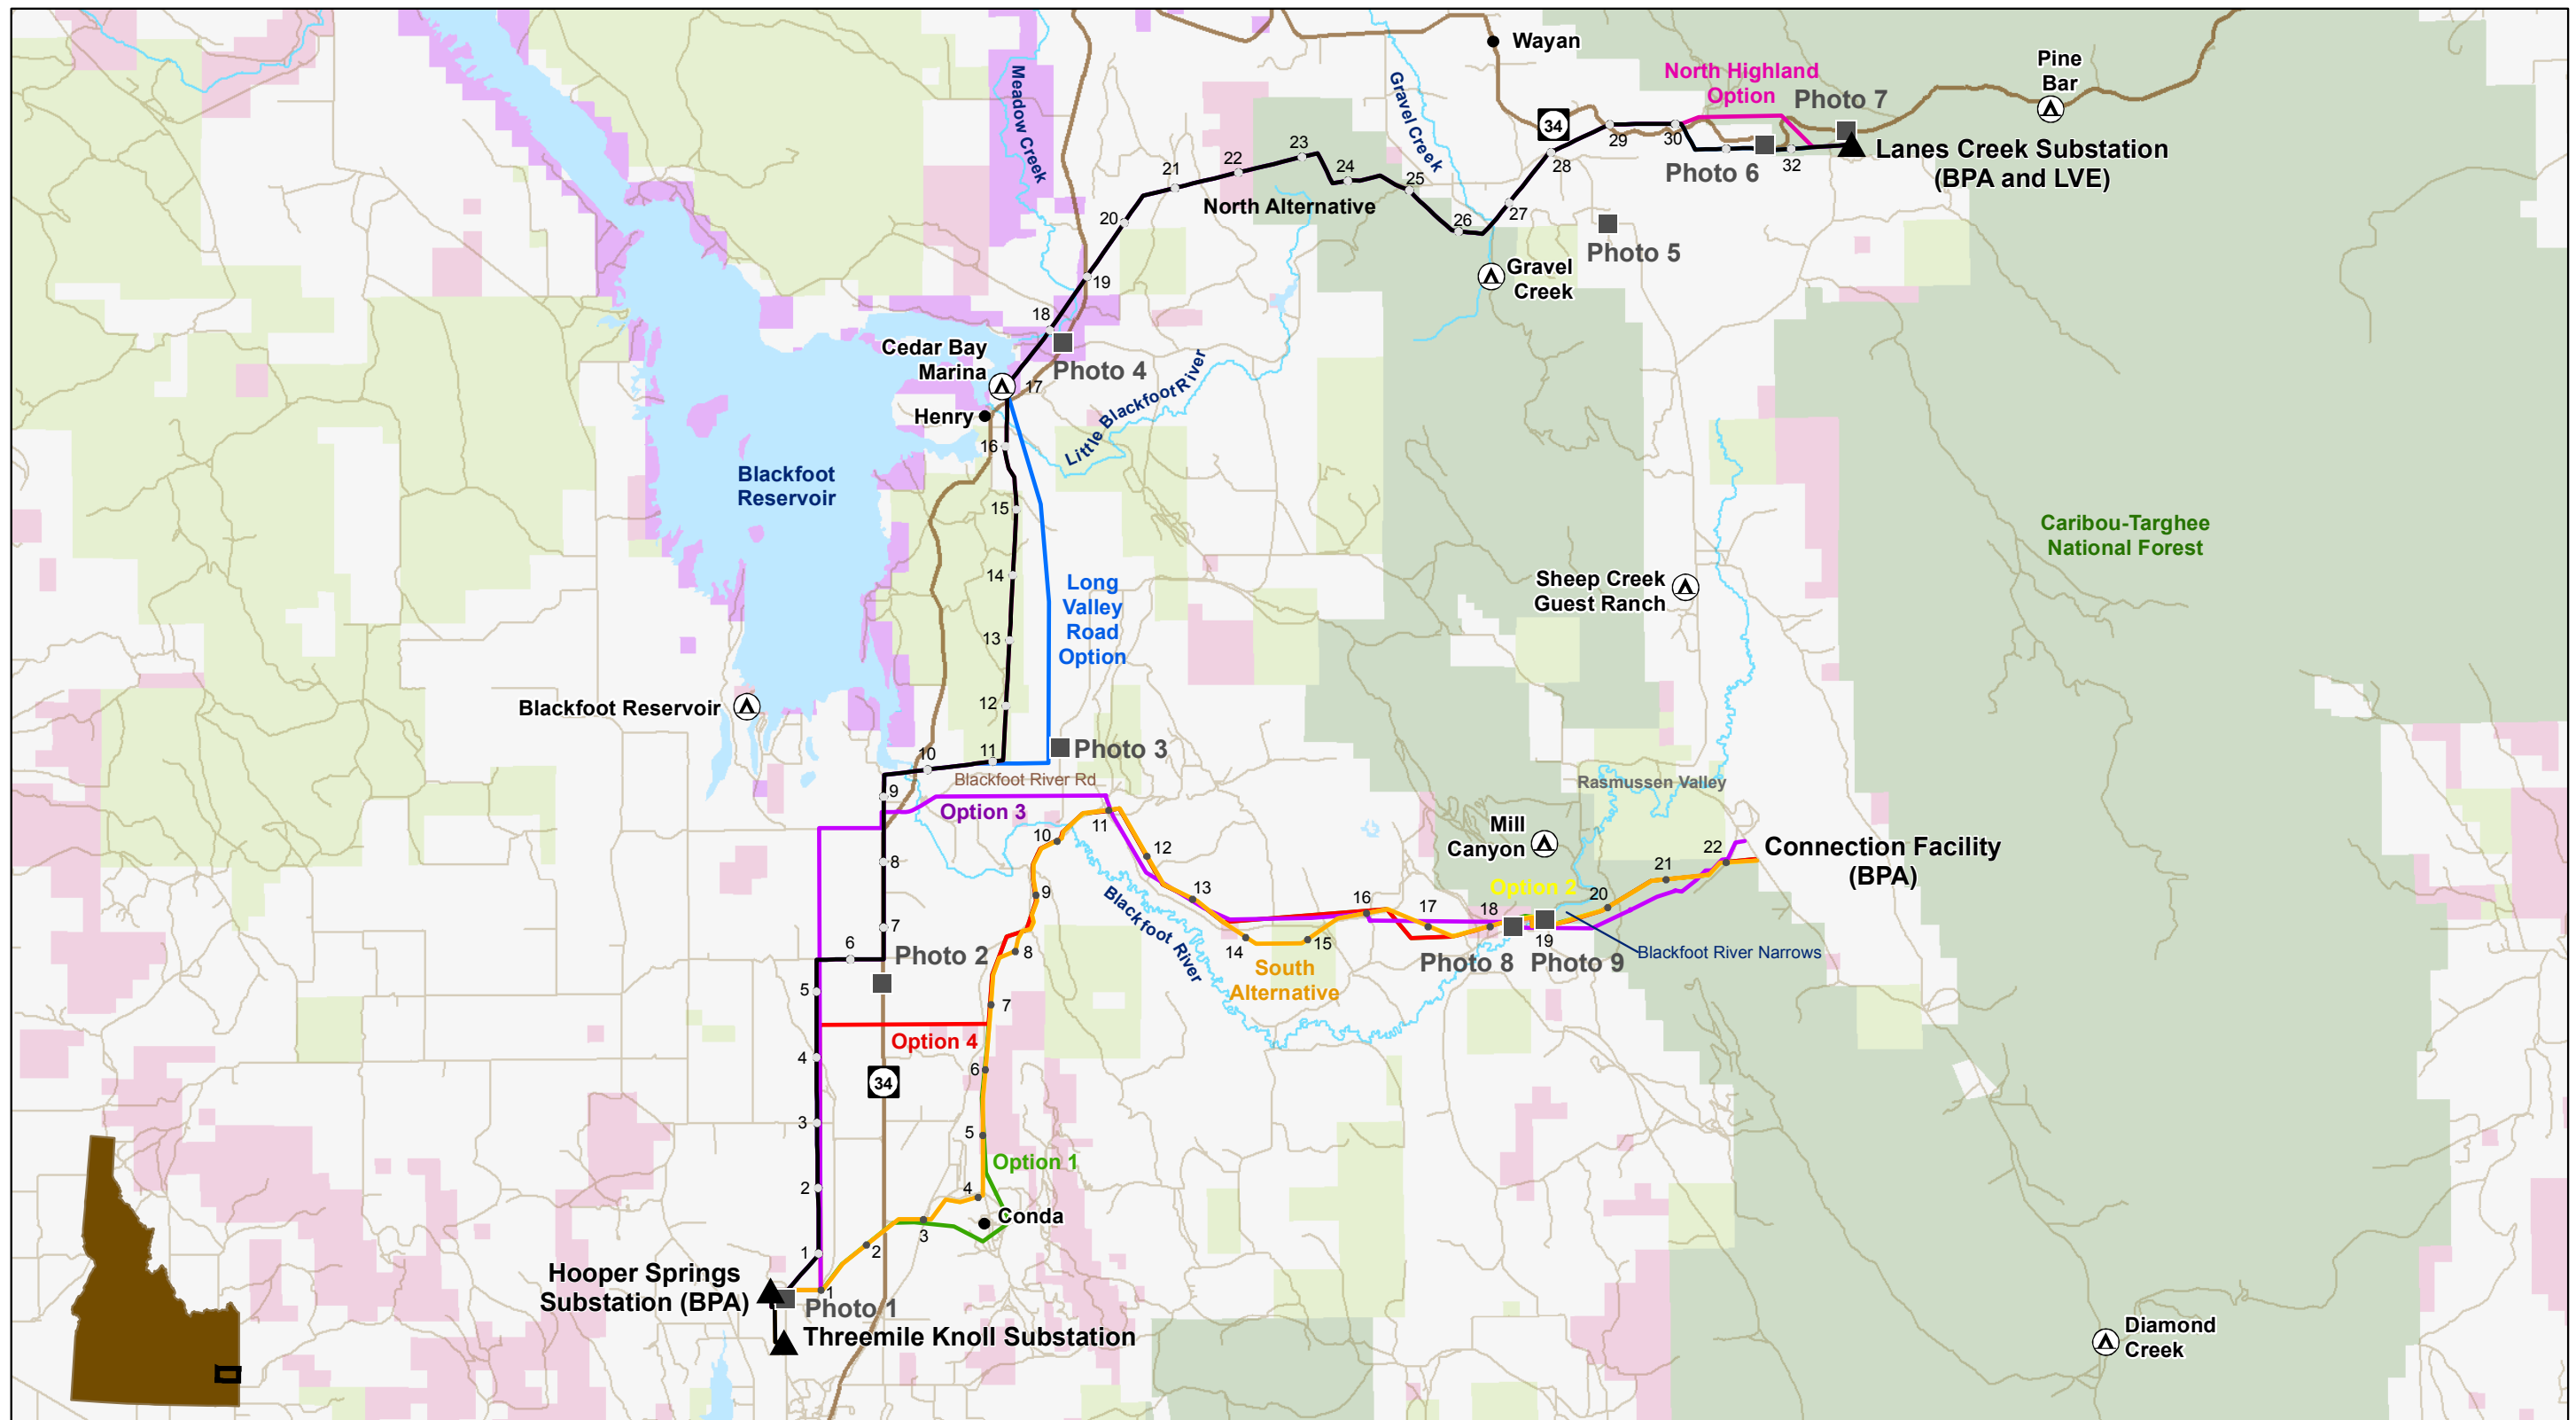 Wayan
Pine
Bar
North Highland
Option
Photo 7
34
Meadow Creek
Gravel Creek
29
30
28
Photo 6
32
Lanes Creek Substation
(BPA and LVE)
23
22
21
24
25
North Alternative
20
26
27
Photo 5
Gravel
Creek
19
18
Cedar Bay
Marina
Photo 4
17
Henry
Little Blackfoot River
16
Blackfoot
Reservoir
15
14
Long
Valley
Road
Option
13
12
Caribou-Targhee
National Forest
Sheep Creek
Guest Ranch
Blackfoot Reservoir
10
11
Photo 3
Blackfoot River Rd
9
Option 3
Rasmussen Valley
10
11
Mill
Canyon
12
22
Connection Facility
(BPA)
8
21
9
13
Option 2
20
16
17
18
7
Blackfoot River
19
6
Photo 2
8
14
15
South
Alternative
Photo 8
Photo 9
Blackfoot River Narrows
5
7
Option 4
4
6
34
3
5
Option 1
2
4
Conda
3
1
2
Hooper Springs
Substation (BPA)
1
Photo 1
Threemile Knoll Substation
Diamond
Creek